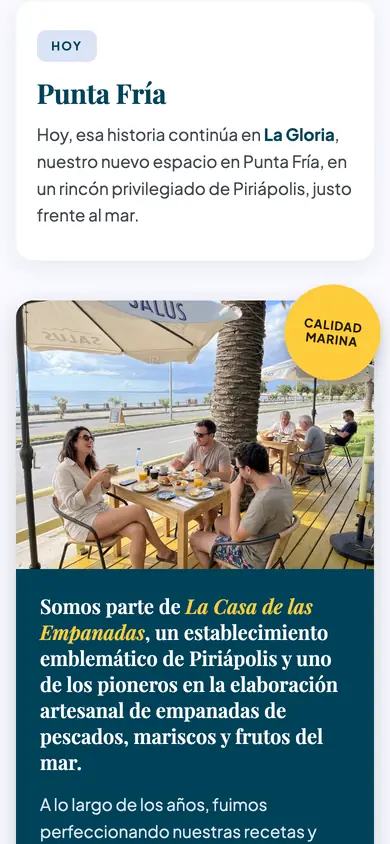 HOY
Punta Fría
Hoy, esa historia continúa en La Gloria,
nuestro nuevo espacio en Punta Fría, en
un rincón privilegiado de Piriápolis, justo
frente al mar.
SALUS
SALUS
CALIDAD
MARINA
Somos parte de La Casa de las
Empanadas, un establecimiento
emblemático de Piriápolis y uno
de los pioneros en la elaboración
artesanal de empanadas de
pescados, mariscos y frutos del
mar.
A lo largo de los años, fuimos
perfeccionando nuestras recetas y